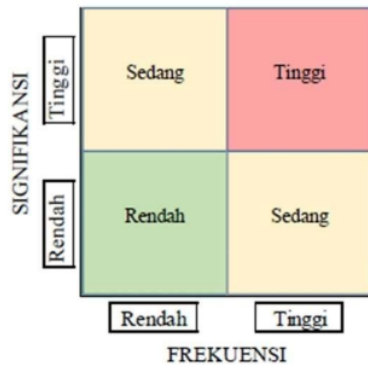 SIGNIFIKANSI
Tinggi
Sedang
Tinggi
Rendah
Rendah
Sedang
Rendah
Tinggi
FREKUENSI